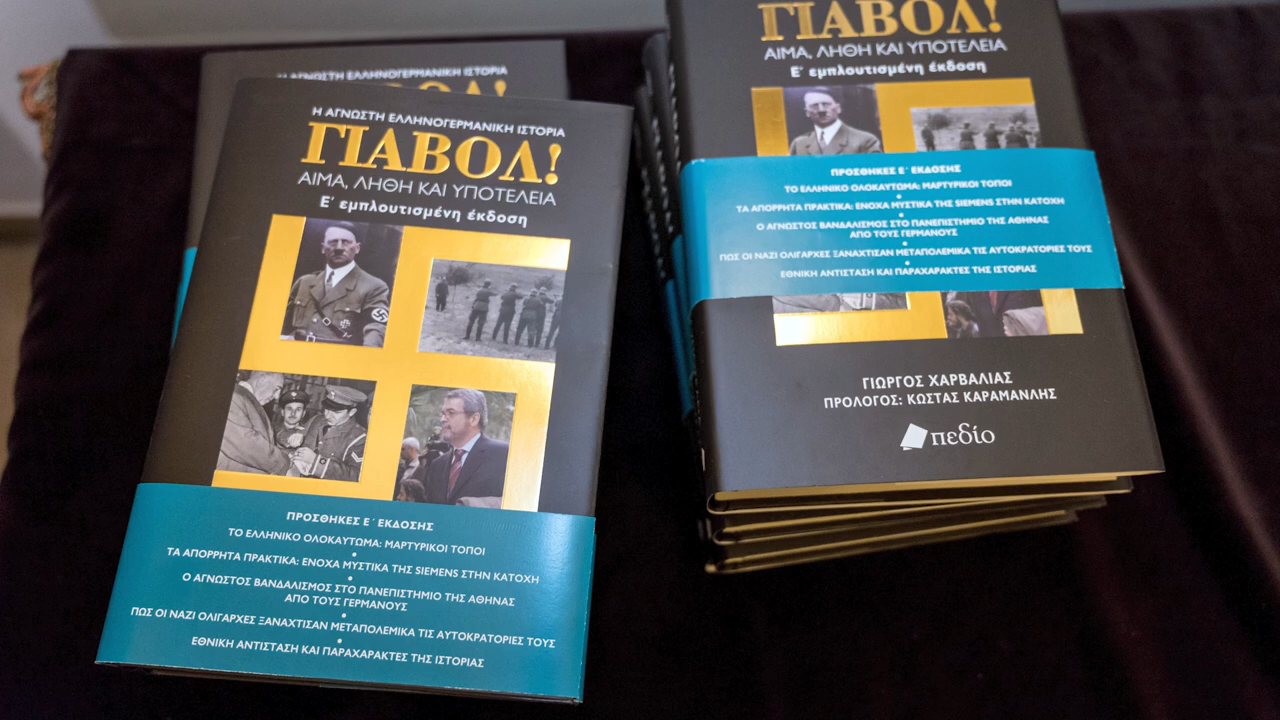 Η ΑΓΝΩΣΤΗ ΕΛΛΗΝΟΓΕΡΜΑΝΙΚΗ ΙΣΤΟΡΙΑ
Η ΑΓΝΩΣΤΗ ΕΛΛΗΝΟΓΕΡΜΑΝΙΚΗ ΙΣΤΟΡΙΑ
ΓΙΑΒΟΛ!
ΑΙΜΑ, ΛΗΘΗ ΚΑΙ ΥΠΟΤΕΛΕΙΑ
Ε' εμπλουτισμένη έκδοση
ΠΡΟΣΘΗΚΕΣ Ε΄ ΕΚΔΟΣΗΣ
ΤΟ ΕΛΛΗΝΙΚΟ ΟΛΟΚΑΥΤΩΜΑ: ΜΑΡΤΥΡΙΚΟΙ ΤΟΠΟΙ
ΤΑ ΑΠΟΡΡΗΤΑ ΠΡΑΚΤΙΚΑ: ΕΝΟΧΑ ΜΥΣΤΙΚΑ ΤΗΣ SIEMENS ΣΤΗΝ ΚΑΤΟΧΗ
Ο ΑΓΝΩΣΤΟΣ ΒΑΝΔΑΛΙΣΜΟΣ ΣΤΟ ΠΑΝΕΠΙΣΤΗΜΙΟ ΤΗΣ ΑΘΗΝΑΣ
ΑΠΟ ΤΟΥΣ ΓΕΡΜΑΝΟΥΣ
ΠΩΣ ΟΙ ΝΑΖΙ ΟΛΙΓΑΡΧΕΣ ΞΑΝΑΧΤΙΣΑΝ ΜΕΤΑΠΟΛΕΜΙΚΑ ΤΙΣ ΑΥΤΟΚΡΑΤΟΡΙΕΣ ΤΟΥΣ
ΕΘΝΙΚΗ ΑΝΤΙΣΤΑΣΗ ΚΑΙ ΠΑΡΑΧΑΡΑΚΤΕΣ ΤΗΣ ΙΣΤΟΡΙΑΣ
ΓΙΑΒΟΛ!
ΑΙΜΑ, ΛΗΘΗ ΚΑΙ ΥΠΟΤΕΛΕΙΑ
Ε' εμπλουτισμένη έκδοση
ΠΡΟΣΘΗΚΕΣ Ε΄ ΕΚΔΟΣΗΣ
ΤΟ ΕΛΛΗΝΙΚΟ ΟΛΟΚΑΥΤΩΜΑ: ΜΑΡΤΥΡΙΚΟΙ ΤΟΠΟΙ
ΤΑ ΑΠΟΡΡΗΤΑ ΠΡΑΚΤΙΚΑ: ΕΝΟΧΑ ΜΥΣΤΙΚΑ ΤΗΣ SIEMENS ΣΤΗΝ ΚΑΤΟΧΗ
Ο ΑΓΝΩΣΤΟΣ ΒΑΝΔΑΛΙΣΜΟΣ ΣΤΟ ΠΑΝΕΠΙΣΤΗΜΙΟ ΤΗΣ ΑΘΗΝΑΣ
ΑΠΟ ΤΟΥΣ ΓΕΡΜΑΝΟΥΣ
ΠΩΣ ΟΙ ΝΑΖΙ ΟΛΙΓΑΡΧΕΣ ΞΑΝΑΧΤΙΣΑΝ ΜΕΤΑΠΟΛΕΜΙΚΑ ΤΙΣ ΑΥΤΟΚΡΑΤΟΡΙΕΣ ΤΟΥΣ
ΕΘΝΙΚΗ ΑΝΤΙΣΤΑΣΗ ΚΑΙ ΠΑΡΑΧΑΡΑΚΤΕΣ ΤΗΣ ΙΣΤΟΡΙΑΣ
ΓΙΩΡΓΟΣ ΧΑΡΒΑΛΙΑΣ
ΠΡΟΛΟΓΟΣ: ΚΩΣΤΑΣ ΚΑΡΑΜΑΝΛΗΣ
πεδίο